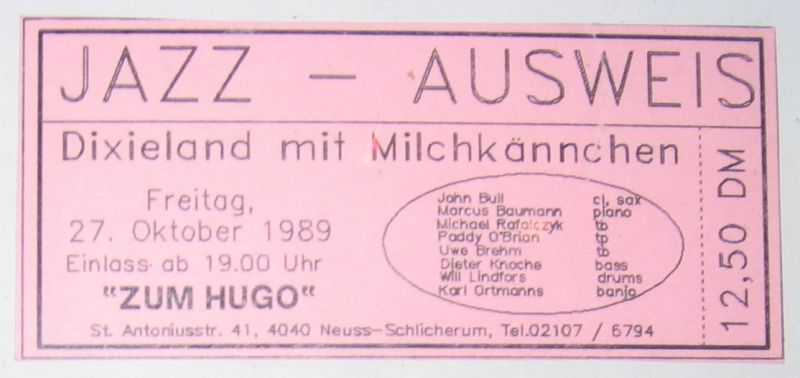 JAZZ – AUSWEIS
Dixieland mit Milchkännchen
Freitag,
27. Oktober 1989
Einlass ab 19.00 Uhr
"ZUM HUGO"
John Bull cl, sax
Marcus Baumann piano
Michael Rafalczyk tb
Paddy O'Brian tp
Uwe Brehm tb
Dieter Knoche bass
Will Lindfors drums
Karl Ortmanns banjo
St. Antoniusstr. 41, 4040 Neuss-Schlicherum, Tel.02107 / 6794
12,50 DM